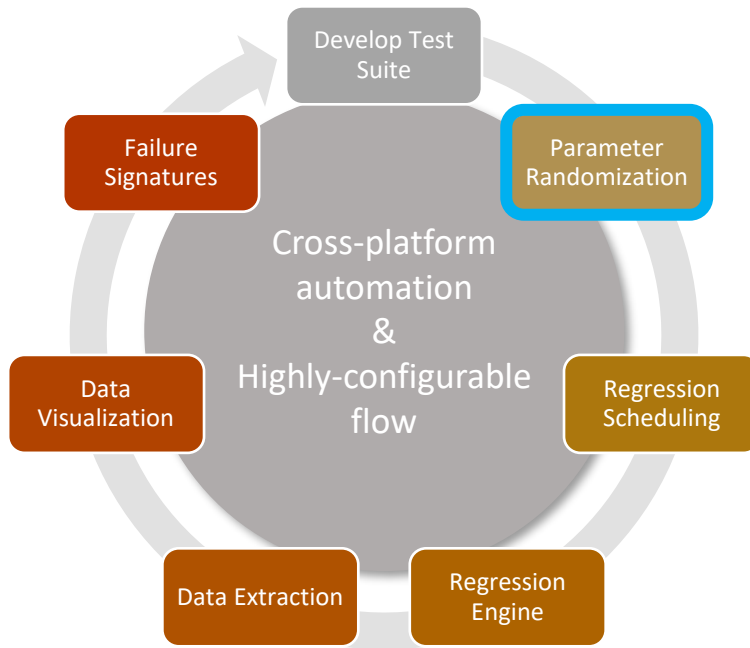 Develop Test
Suite
Parameter
Randomization
Regression
Scheduling
Regression
Engine
Data Extraction
Data
Visualization
Failure
Signatures
Cross-platform
automation
&
Highly-configurable
flow